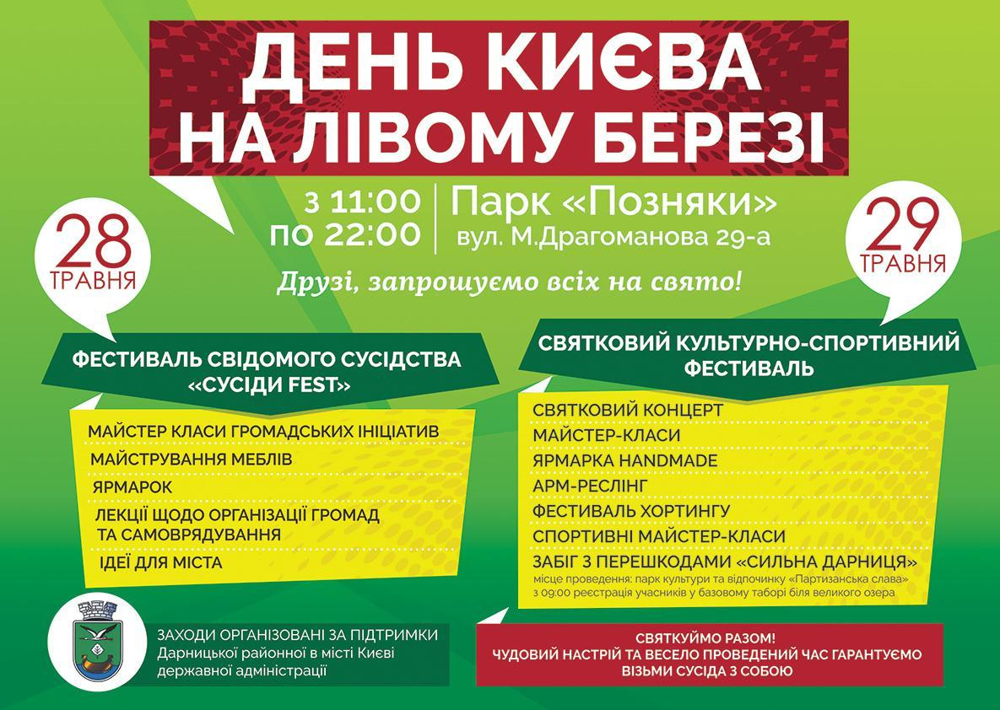 ДЕНЬ КИЄВА
НА ЛІВОМУ БЕРЕЗІ
З 11:00
ПО 22:00
Парк «Позняки»
вул. М.Драгоманова 29-а
Друзі, запрошуємо всіх на свято!
28
ТРАВНЯ
ФЕСТИВАЛЬ СВІДОМОГО СУСІДСТВА
«СУСІДИ FEST»
МАЙСТЕР КЛАСИ ГРОМАДСЬКИХ ІНІЦІАТИВ
МАЙСТРУВАННЯ МЕБЛІВ
ЯРМАРОК
ЛЕКЦІЇ ЩОДО ОРГАНІЗАЦІЇ ГРОМАД
ТА САМОВРЯДУВАННЯ
ІДЕЇ ДЛЯ МІСТА
29
ТРАВНЯ
СВЯТКОВИЙ КУЛЬТУРНО-СПОРТИВНИЙ
ФЕСТИВАЛЬ
СВЯТКОВИЙ КОНЦЕРТ
МАЙСТЕР-КЛАСИ
ЯРМАРКА HANDMADE
АРМ-РЕСЛІНГ
ФЕСТИВАЛЬ ХОРТИНГУ
СПОРТИВНІ МАЙСТЕР-КЛАСИ
ЗАБІГ З ПЕРЕШКОДАМИ «СИЛЬНА ДАРНИЦЯ»
місце проведення: парк культури та відпочинку «Партизанська слава»
з 09:00 реєстрація учасників у базовому таборі біля великого озера
ЗАХОДИ ОРГАНІЗОВАНІ ЗА ПІДТРИМКИ
Дарницької районної в місті Києві
державної адміністрації
СВЯТКУЙМО РАЗОМ!
ЧУДОВИЙ НАСТРІЙ ТА ВЕСЕЛО ПРОВЕДЕНИЙ ЧАС ГАРАНТУЄМО
ВІЗЬМИ СУСІДА З СОБОЮ